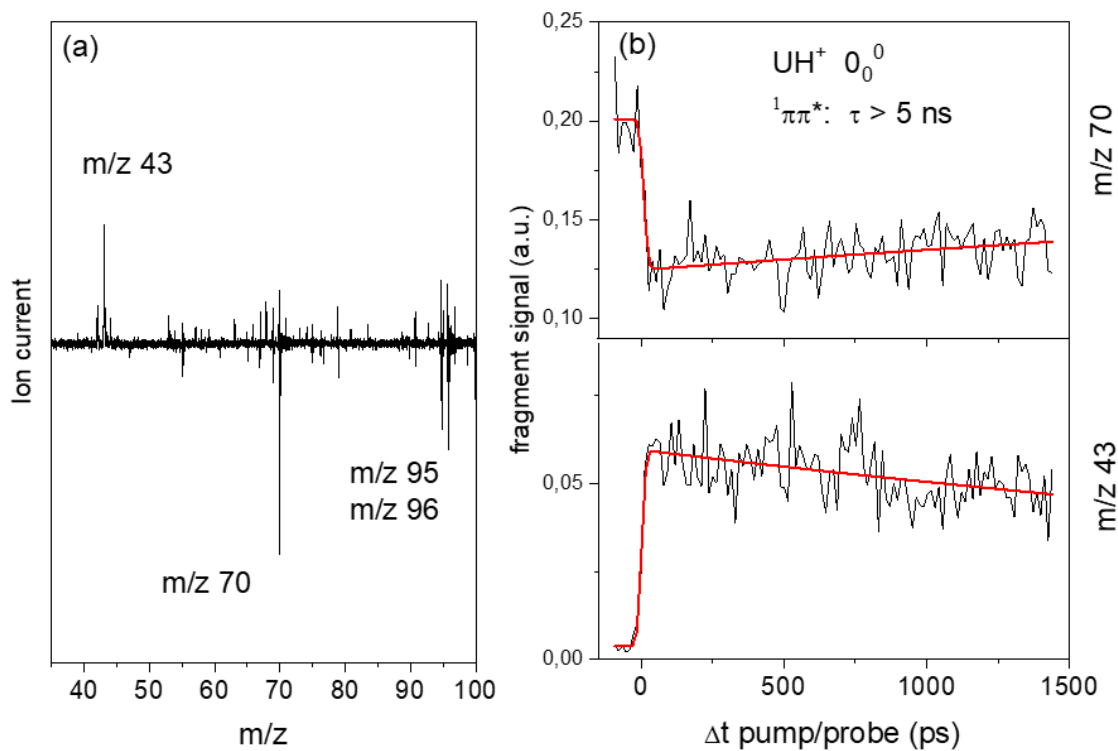 (a)
m/z 43
m/z 95
m/z 96
m/z 70
Ion current
40 50 60 70 80 90 100
m/z
(b)
UH⁺ 0₀⁰
¹ππ*: τ > 5 ns
0,25
0,20
0,15
0,10
0,05
0,00
fragment signal (a.u.)
m/z 70
m/z 43
0 500 1000 1500
Δt pump/probe (ps)